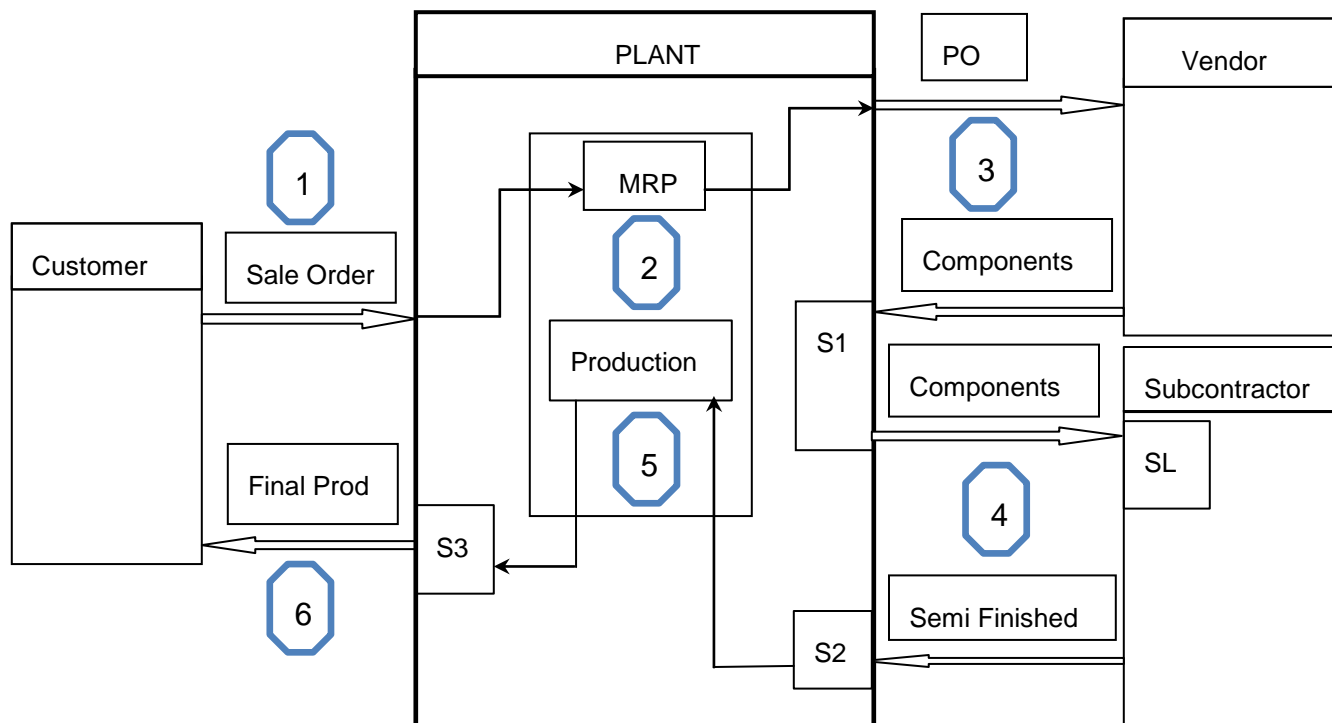 PLANT
PO
Vendor
1
MRP
3
Customer
Sale Order
2
Components
S1
Production
Components
Subcontractor
Final Prod
5
SL
4
S3
6
Semi Finished
S2